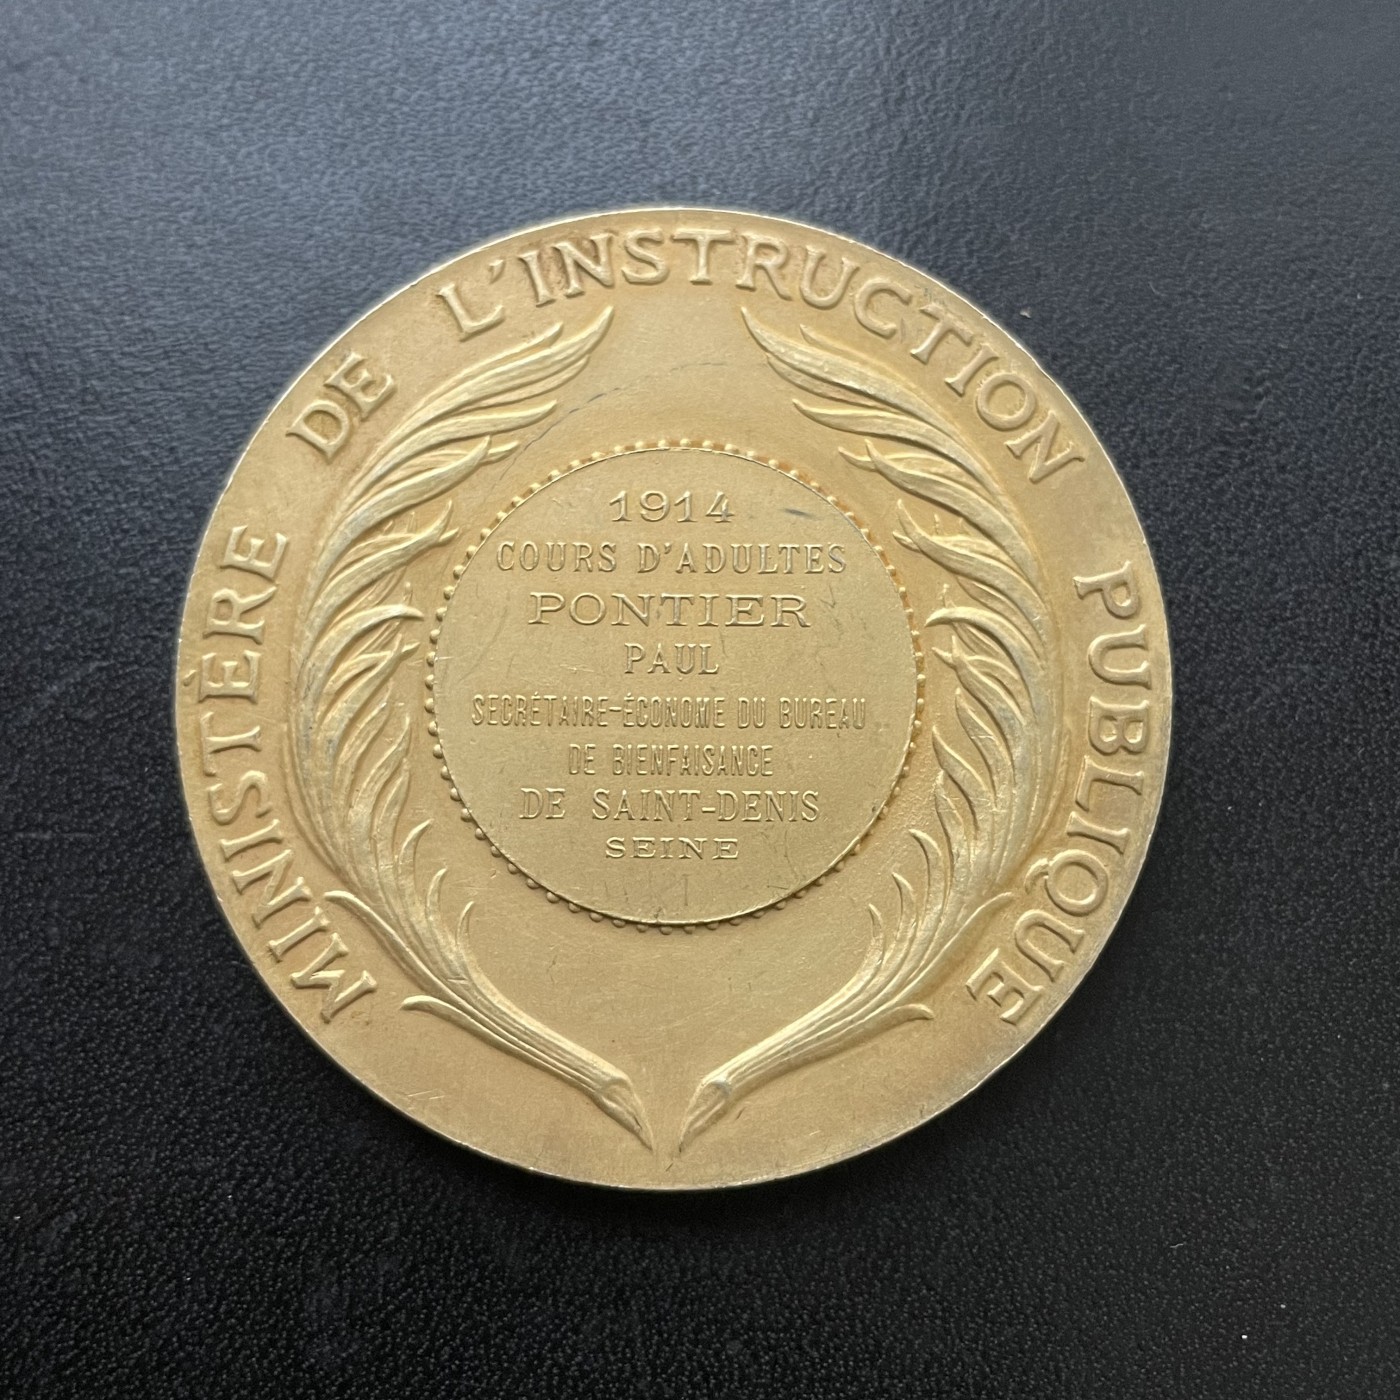 MINISTÈRE DE L'INSTRUCTION PUBLIQUE
1914
COURS D'ADULTES
PONTIER
PAUL
SECRÉTAIRE-ÉCONOME DU BUREAU
DE BIENFAISANCE
DE SAINT-DENIS
SEINE